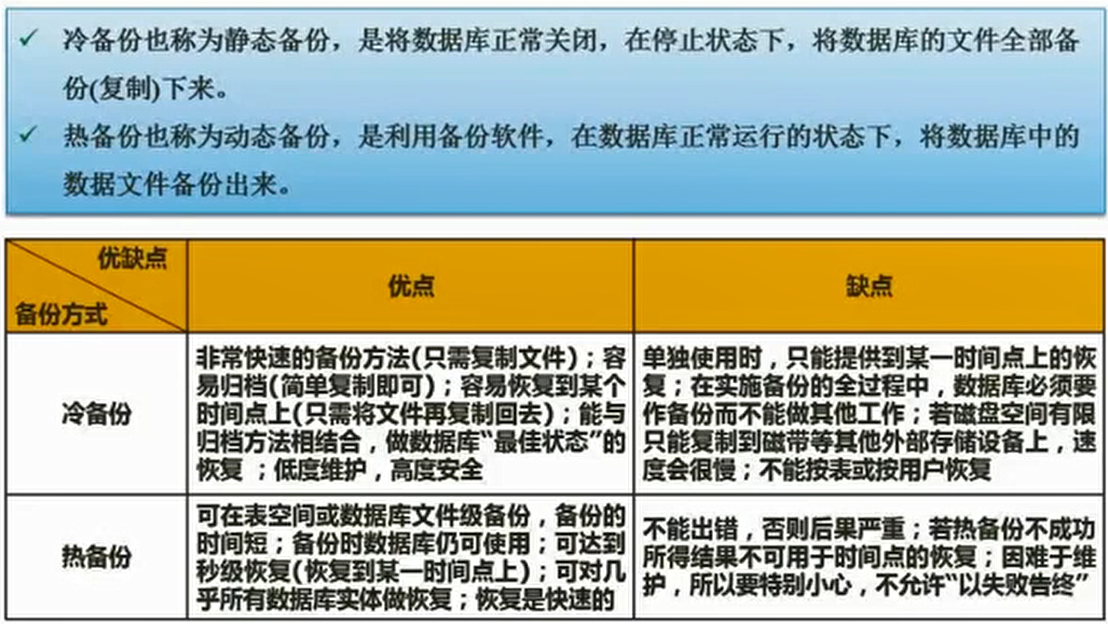 ✓ 冷备份也称为静态备份，是将数据库正常关闭，在停止状态下，将数据库的文件全部备
份(复制)下来。
✓ 热备份也称为动态备份，是利用备份软件，在数据库正常运行的状态下，将数据库中的
数据文件备份出来。
优缺点
备份方式
优点
缺点
冷备份
非常快速的备份方法(只需复制文件)；容
易归档(简单复制即可)；容易恢复到某个
时间点上(只需将文件再复制回去)；能与
归档方法相结合，做数据库“最佳状态”的
恢复 ；低度维护，高度安全
单独使用时，只能提供到某一时间点上的恢
复；在实施备份的全过程中，数据库必须要
作备份而不能做其他工作；若磁盘空间有限
只能复制到磁带等其他外部存储设备上，速
度会很慢；不能按表或按用户恢复
热备份
可在表空间或数据库文件级备份，备份的
时间短；备份时数据库仍可使用；可达到
秒级恢复(恢复到某一时间点上)；可对几
乎所有数据库实体做恢复；恢复是快速的
不能出错，否则后果严重；若热备份不成功
所得结果不可用于时间点的恢复；困难于维
护，所以要特别小心，不允许“以失败告终”